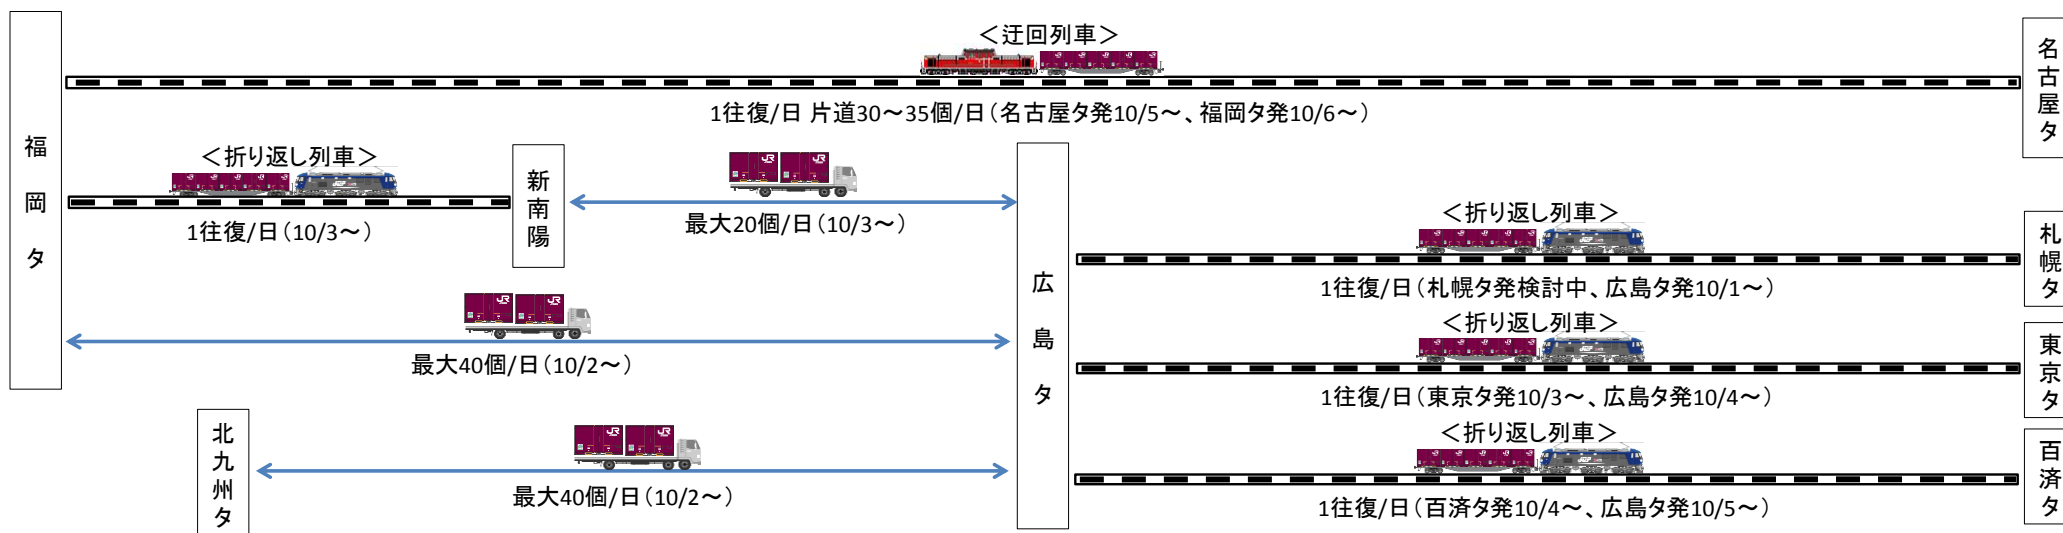 ＜迂回列車＞
1往復/日 片道30～35個/日（名古屋タ発10/5～、福岡タ発10/6～）
福岡タ
名古屋タ
＜折り返し列車＞
1往復/日（10/3～）
新南陽
最大20個/日（10/3～）
広島タ
＜折り返し列車＞
1往復/日（札幌タ発検討中、広島タ発10/1～）
札幌タ
最大40個/日（10/2～）
＜折り返し列車＞
1往復/日（東京タ発10/3～、広島タ発10/4～）
東京タ
北九州タ
最大40個/日（10/2～）
＜折り返し列車＞
1往復/日（百済タ発10/4～、広島タ発10/5～）
百済タ